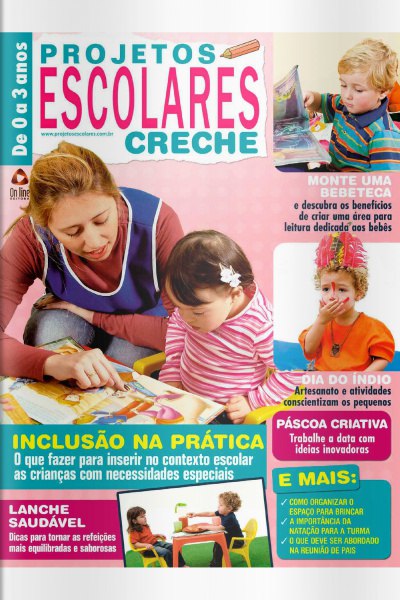 De 0 a 3 anos
PROJETOS
ESCOLARES
www.projetosescolares.com.br
CRECHE
On line
EDITORA
MONTE UMA
BEBETECA
e descubra os benefícios
de criar uma área para
leitura dedicada aos bebês
DIA DO ÍNDIO
Artesanato e atividades
conscientizam os pequenos
INCLUSÃO NA PRÁTICA
O que fazer para inserir no contexto escolar
as crianças com necessidades especiais
PÁSCOA CRIATIVA
Trabalhe a data com
ideias inovadoras
E MAIS:
✓ COMO ORGANIZAR O
ESPAÇO PARA BRINCAR
✓ A IMPORTÂNCIA DA
NATAÇÃO PARA A TURMA
✓ O QUE DEVE SER ABORDADO
NA REUNIÃO DE PAIS
LANCHE
SAUDÁVEL
Dicas para tornar as refeições
mais equilibradas e saborosas